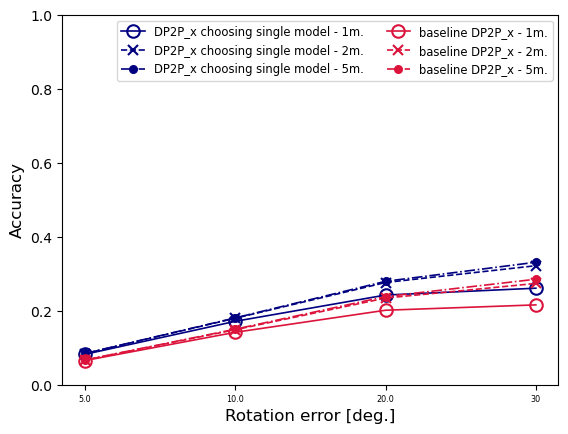 1.0
DP2P_x choosing single model - 1m.
DP2P_x choosing single model - 2m.
DP2P_x choosing single model - 5m.
baseline DP2P_x - 1m.
baseline DP2P_x - 2m.
baseline DP2P_x - 5m.
0.8
0.6
0.4
0.2
0.0
Accuracy
5.0 10.0 20.0 30
Rotation error [deg.]